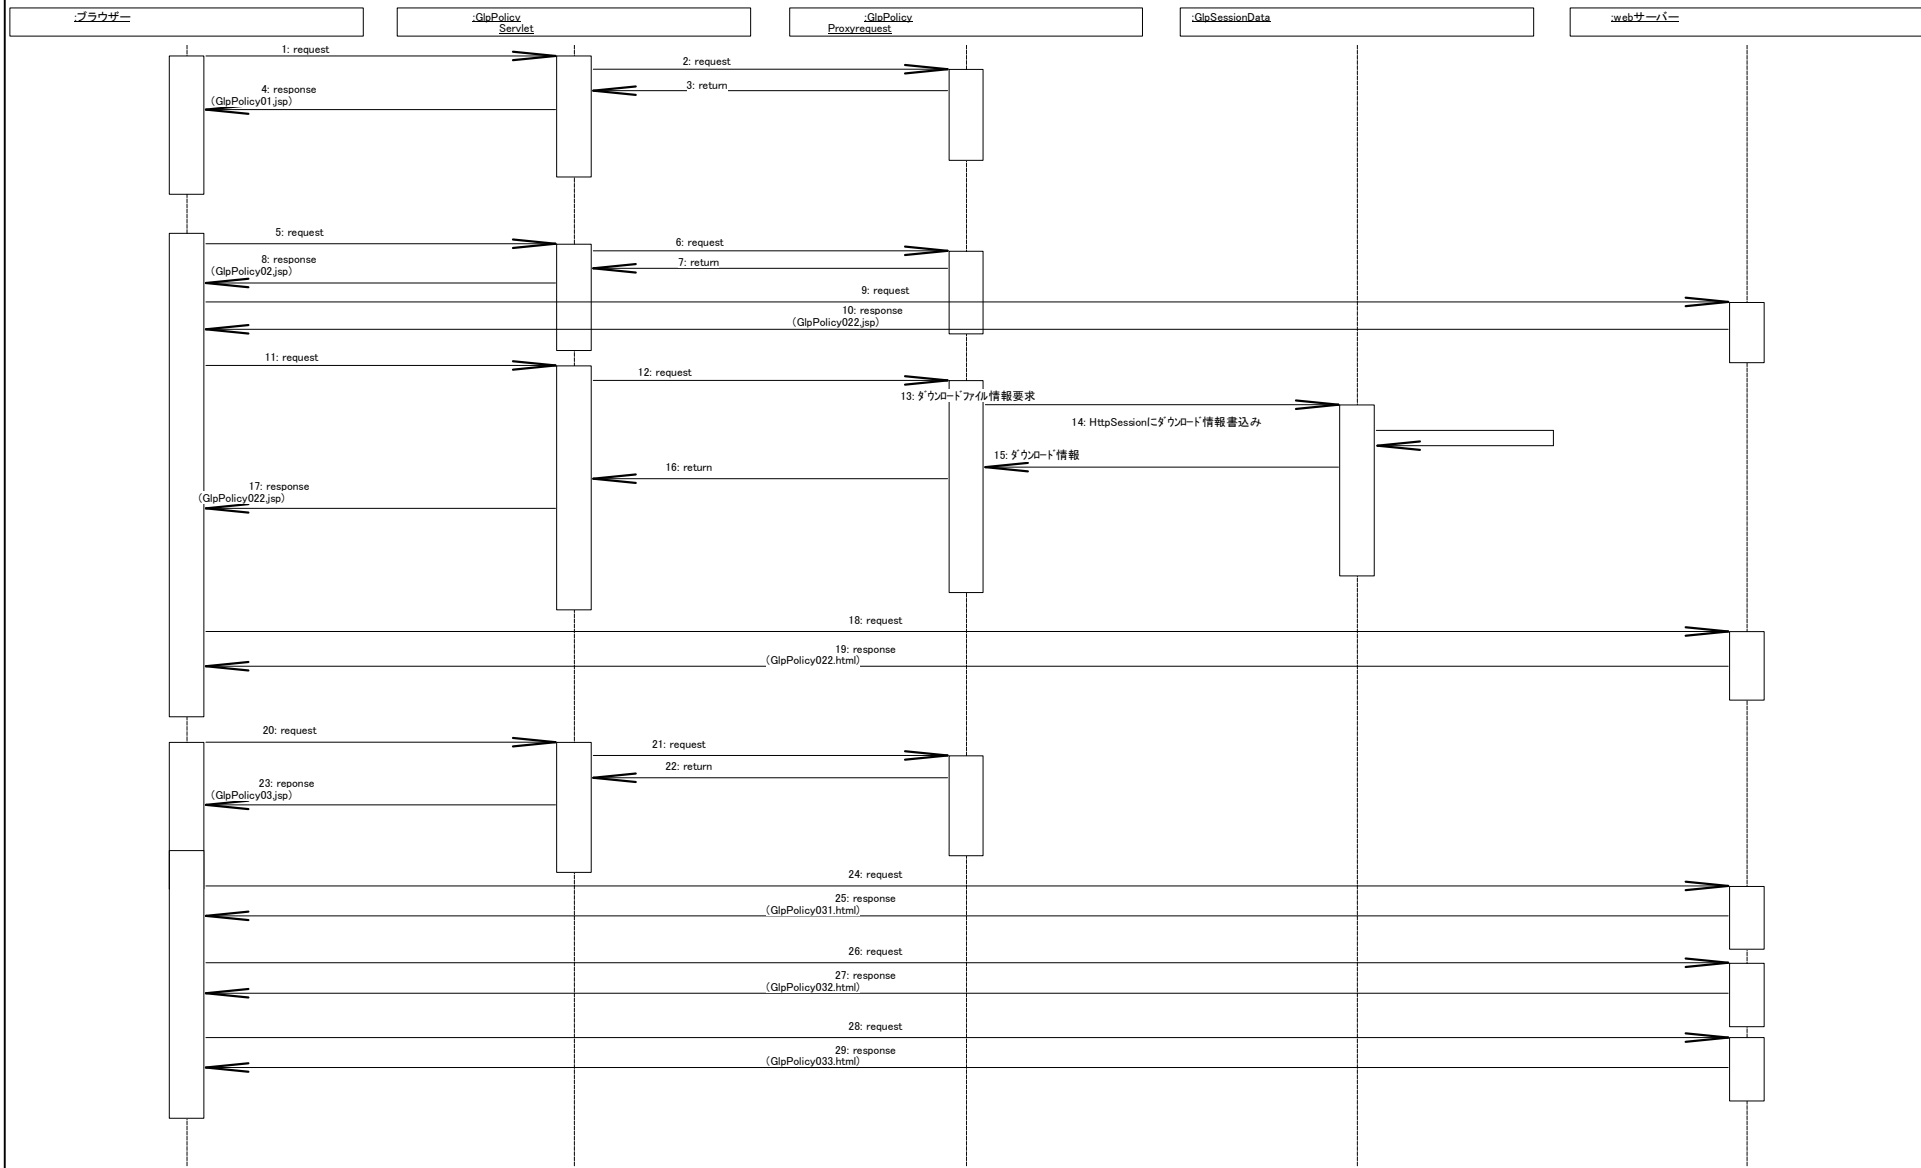 :ブラウザー
:GlpPolicy
Servlet
:GlpPolicy
Proxyrequest
:GlpSessionData
:webサーバー
1: request
2: request
3: return
4: response
(GlpPolicy01.jsp)
5: request
6: request
7: return
8: response
(GlpPolicy02.jsp)
9: request
10: response
(GlpPolicy022.jsp)
11: request
12: request
13: ダウンロードファイル情報要求
14: HttpSessionにダウンロード情報書込み
15: ダウンロード情報
16: return
17: response
(GlpPolicy022.jsp)
18: request
19: response
(GlpPolicy022.html)
20: request
21: request
22: return
23: reponse
(GlpPolicy03.jsp)
24: request
25: response
(GlpPolicy031.html)
26: request
27: response
(GlpPolicy032.html)
28: request
29: response
(GlpPolicy033.html)